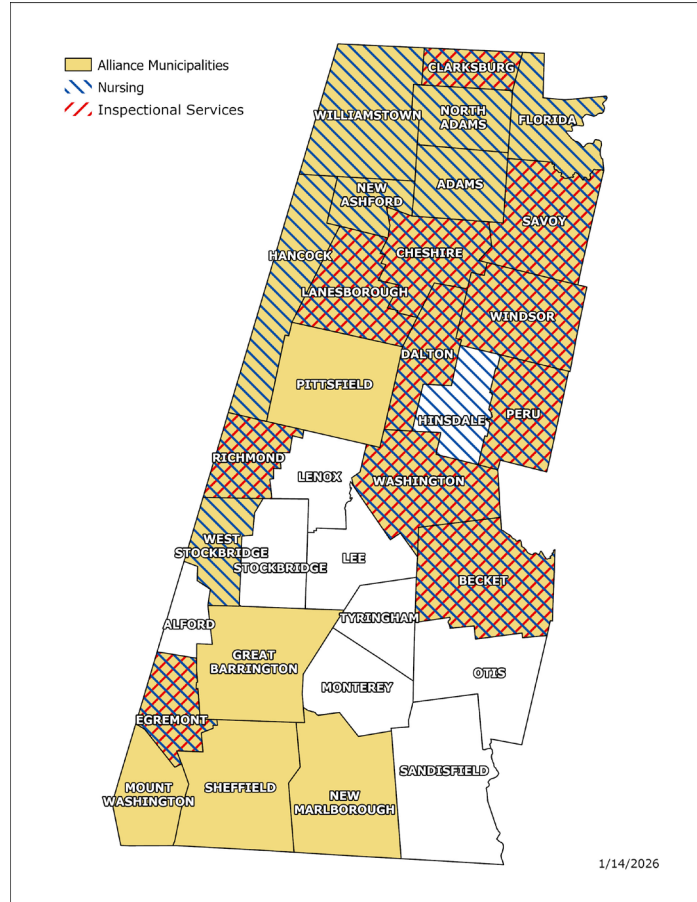 Alliance Municipalities
Nursing
Inspectional Services
CLARKSBURG
WILLIAMSTOWN
NORTH
ADAMS
FLORIDA
ADAMS
NEW
ASHFORD
SAVOY
HANCOCK
CHESHIRE
LANESBOROUGH
WINDSOR
DALTON
PITTSFIELD
HINSDALE
PERU
RICHMOND
LENOX
WASHINGTON
WEST
STOCKBRIDGE
STOCKBRIDGE
LEE
BECKET
ALFORD
TYRINGHAM
GREAT
BARRINGTON
OTIS
MONTEREY
EGREMONT
SANDISFIELD
MOUNT
WASHINGTON
SHEFFIELD
NEW
MARLBOROUGH
1/14/2026